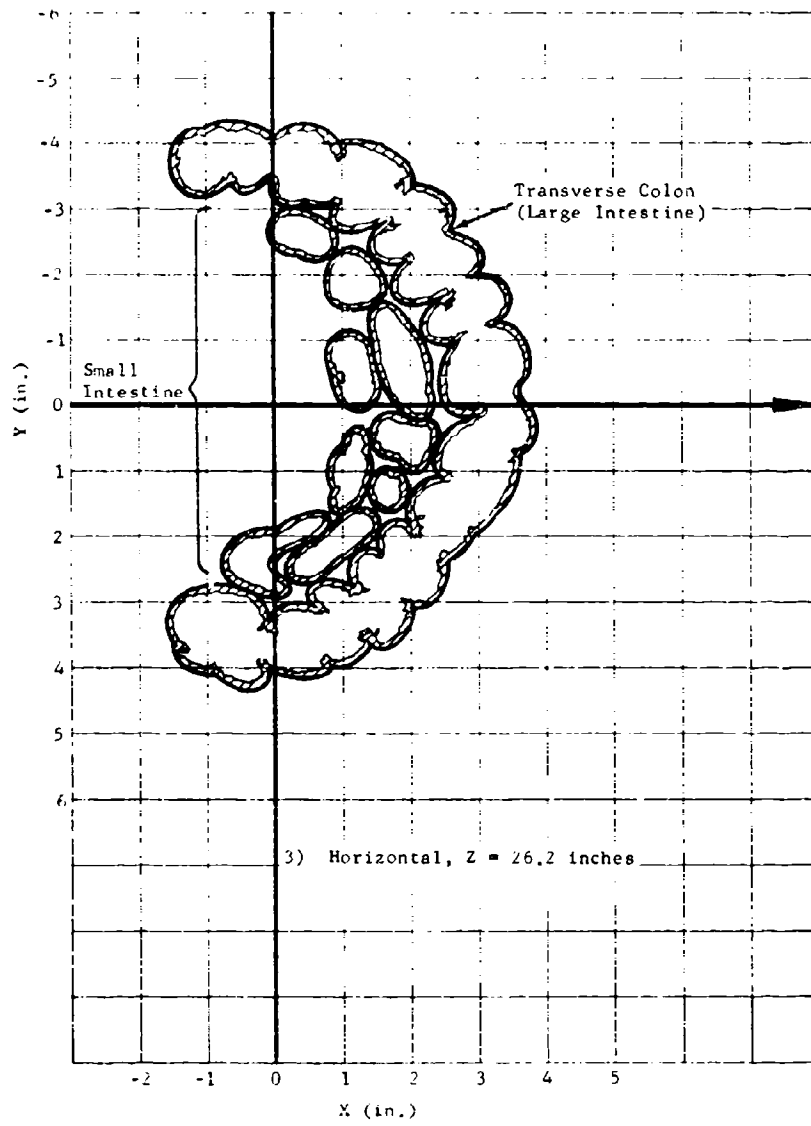 -6
-5
-4
Transverse Colon
(Large Intestine)
-3
-2
-1
Small
Intestine
0
Y (in.)
1
2
3
4
5
6
3) Horizontal, Z = 26.2 inches
-2 -1 0 1 2 3 4 5
X (in.)